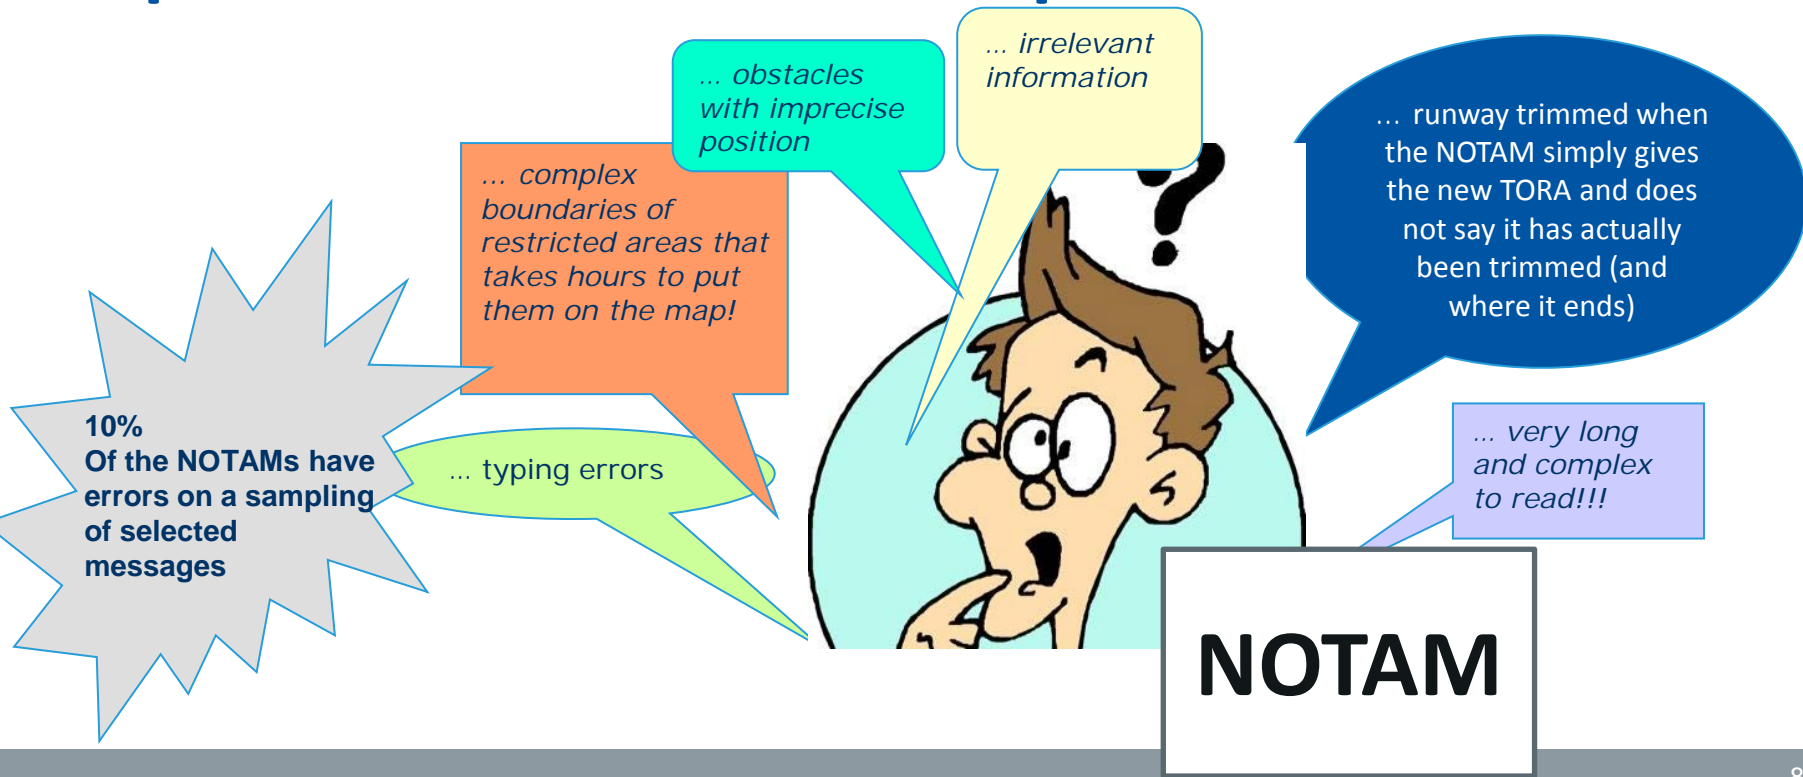 … irrelevant
information
… obstacles
with imprecise
position
… runway trimmed when
the NOTAM simply gives
the new TORA and does
not say it has actually
been trimmed (and
where it ends)
… complex
boundaries of
restricted areas that
takes hours to put
them on the map!
10%
Of the NOTAMs have
errors on a sampling
of selected
messages
… typing errors
… very long
and complex
to read!!!
NOTAM